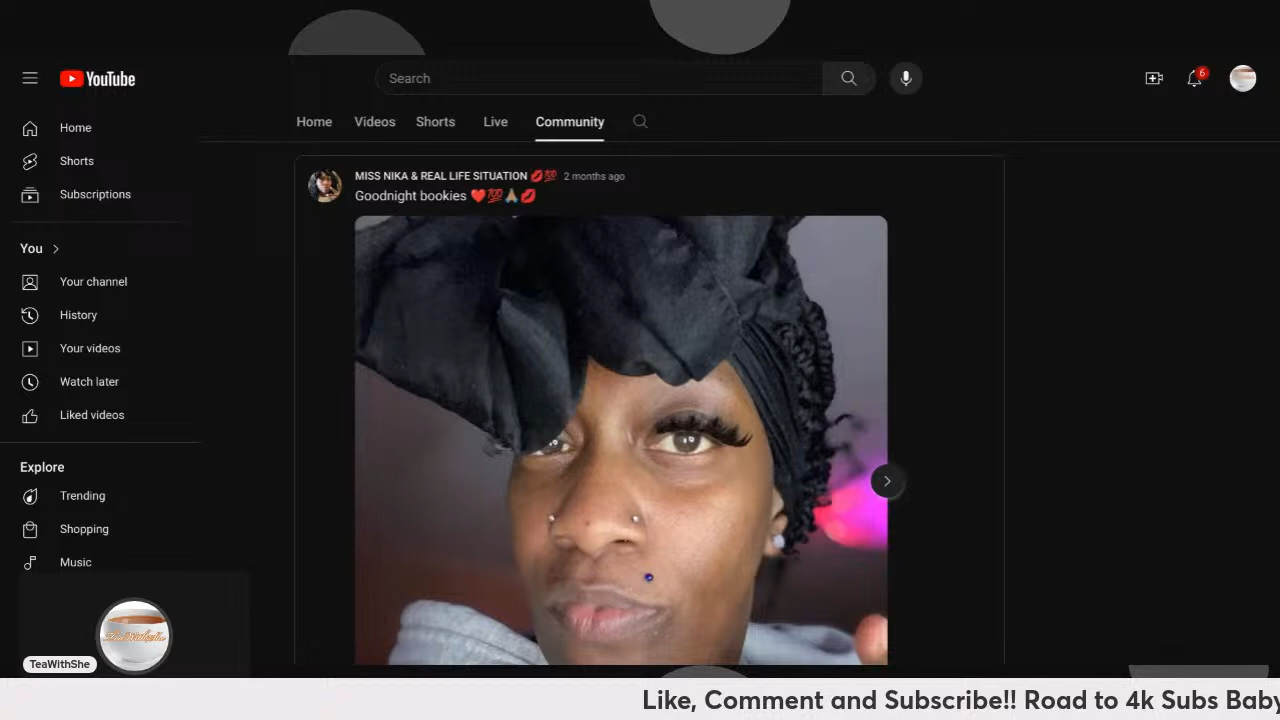 YouTube
Search
6
Home
Shorts
Subscriptions
You
Your channel
History
Your videos
Watch later
Liked videos
Explore
Trending
Shopping
Music
Home Videos Shorts Live Community
MISS NIKA & REAL LIFE SITUATION 💋💯 2 months ago
Goodnight bookies ❤️💯🙏🏾💋
TeaWithShe
TeaWithShe
Like, Comment and Subscribe!! Road to 4k Subs Baby